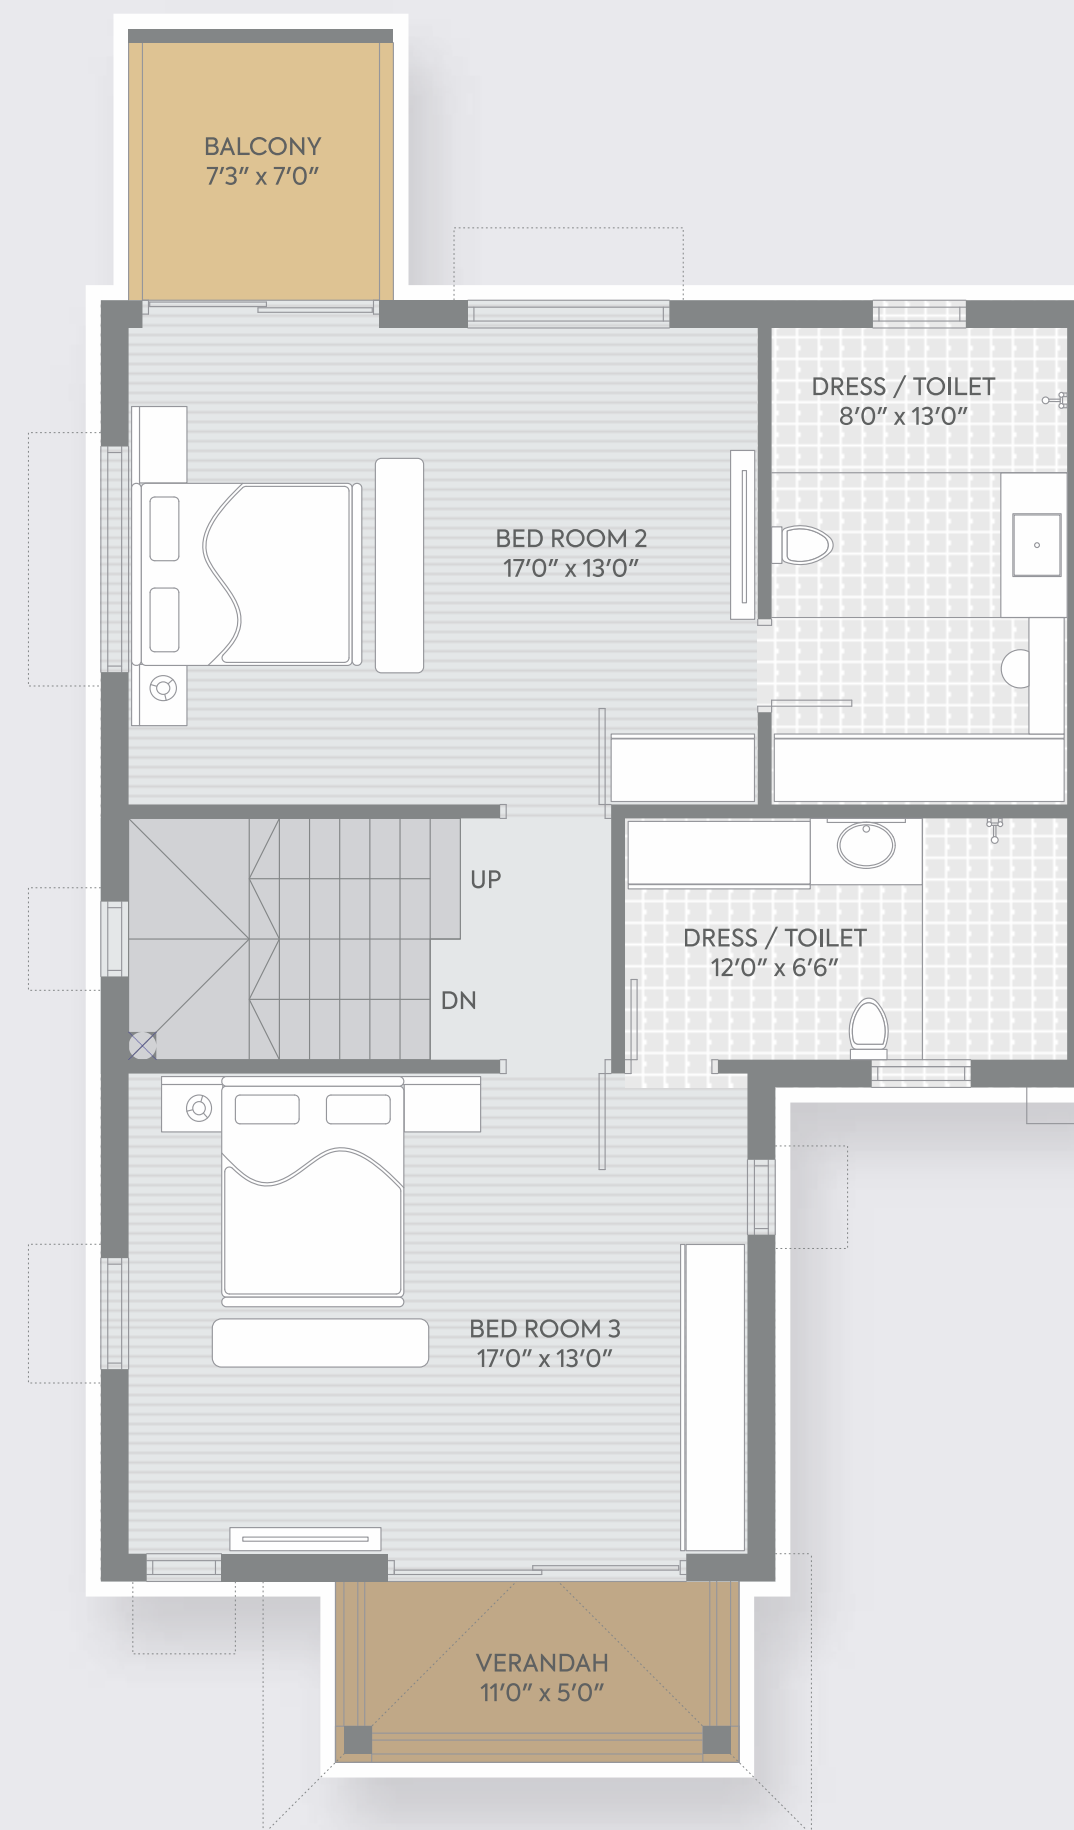 BALCONY
7'3" x 7'0"
DRESS / TOILET
8'0" x 13'0"
BED ROOM 2
17'0" x 13'0"
UP
DRESS / TOILET
12'0" x 6'6"
DN
BED ROOM 3
17'0" x 13'0"
VERANDAH
11'0" x 5'0"